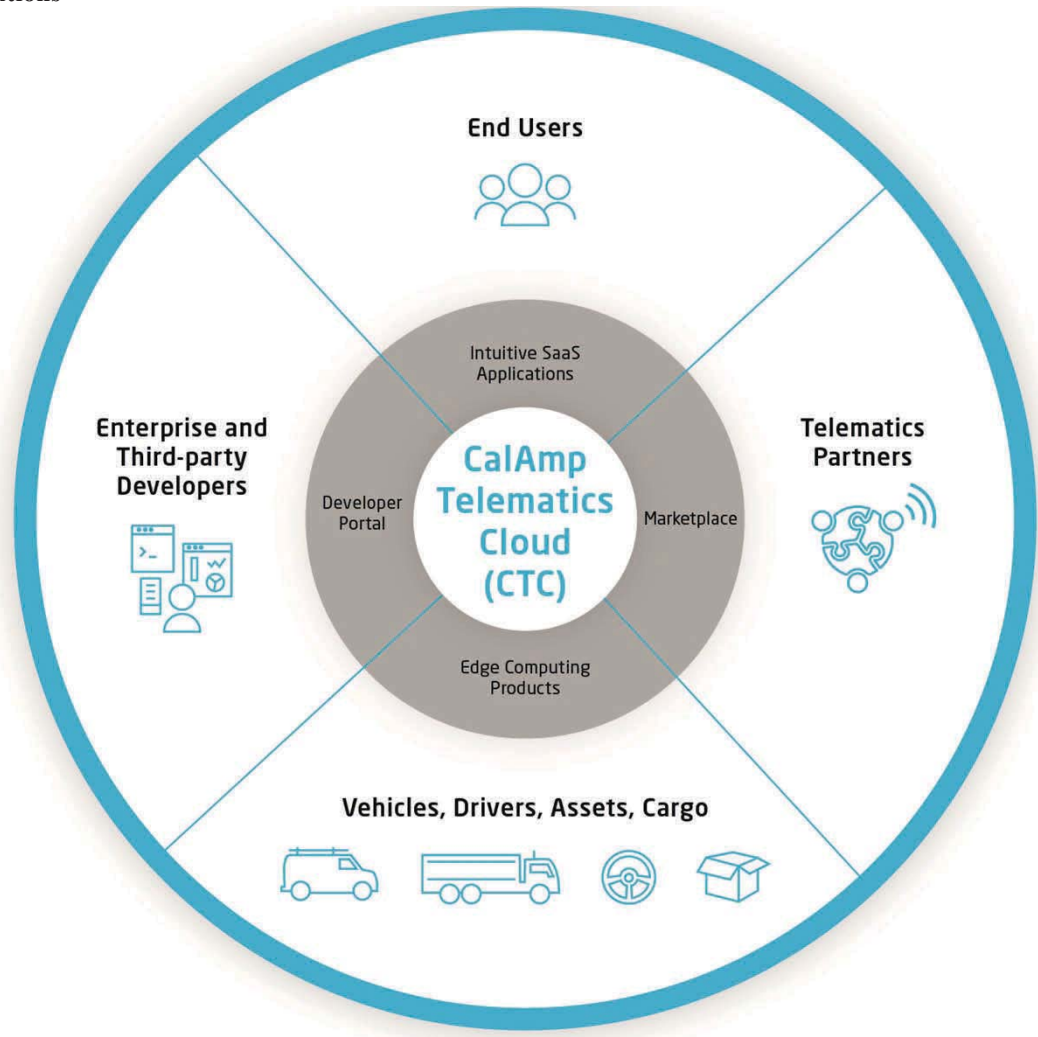 End Users
Intuitive SaaS
Applications
Enterprise and
Third-party
Developers
Developer
Portal
CalAmp
Telematics
Cloud
(CTC)
Marketplace
Telematics
Partners
Edge Computing
Products
Vehicles, Drivers, Assets, Cargo